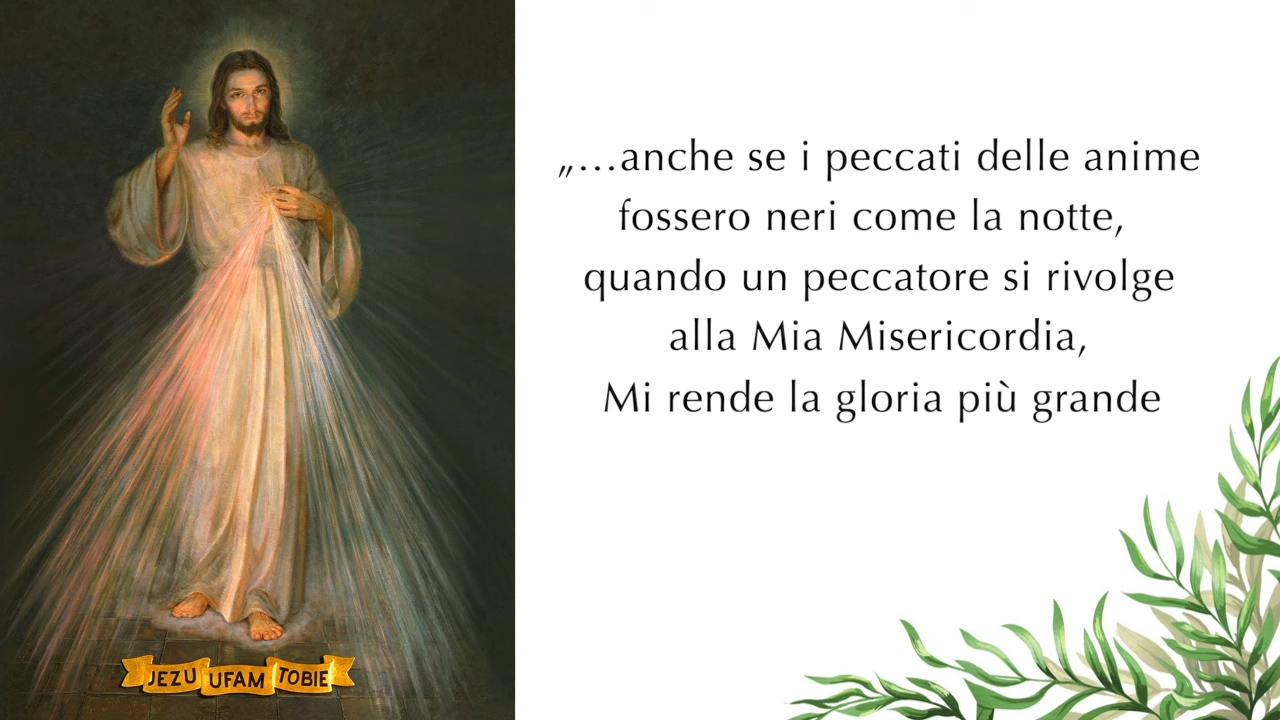 „...anche se i peccati delle anime
fossero neri come la notte,
quando un peccatore si rivolge
alla Mia Misericordia,
Mi rende la gloria più grande
JEZU UFAM TOBIE